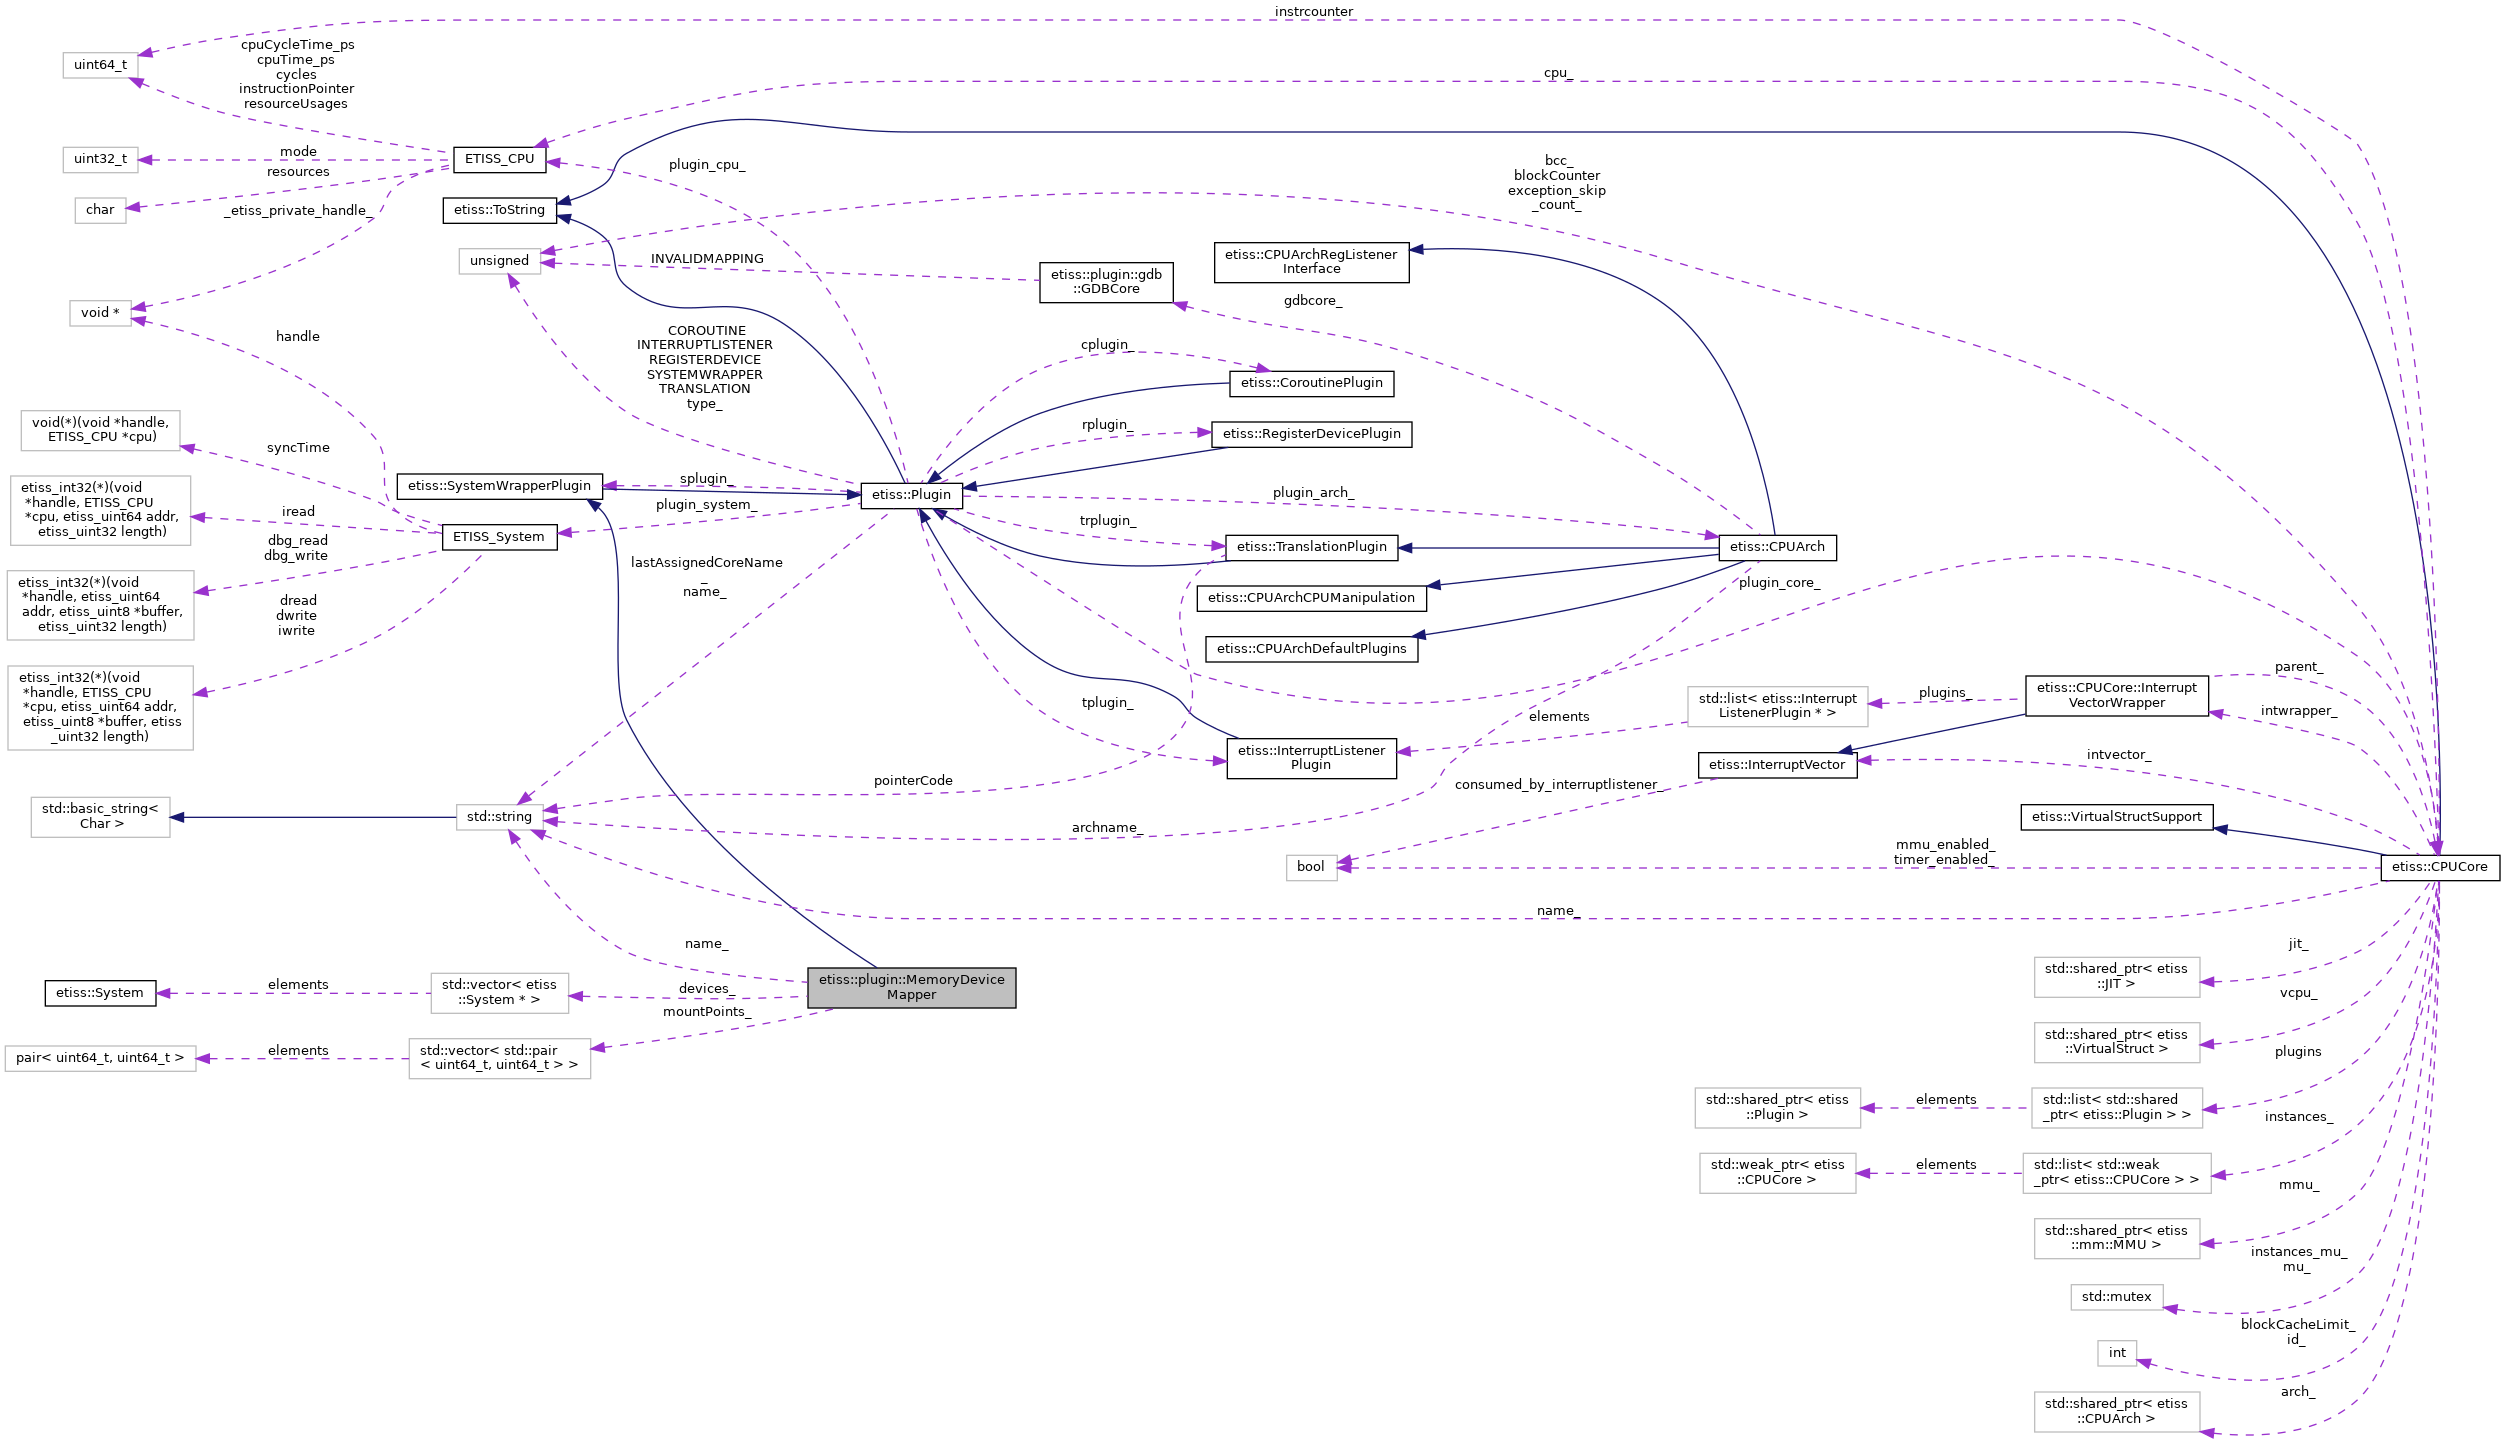 instrcounter
cpuCycleTime_ps
cpuTime_ps
cycles
instructionPointer
resourceUsages
uint64_t
cpu_
uint32_t
mode
ETISS_CPU
plugin_cpu_
bcc_
blockCounter
exception_skip
_count_
resources
char
_etiss_private_handle_
etiss::ToString
unsigned
INVALIDMAPPING
etiss::plugin::gdb
::GDBCore
etiss::CPUArchRegListener
Interface
gdbcore_
void *
handle
COROUTINE
INTERRUPTLISTENER
REGISTERDEVICE
SYSTEMWRAPPER
TRANSLATION
type_
cplugin_
etiss::CoroutinePlugin
void(*)(void *handle,
ETISS_CPU *cpu)
syncTime
rplugin_
etiss::RegisterDevicePlugin
etiss_int32(*)(void
*handle, ETISS_CPU
*cpu, etiss_uint64 addr,
etiss_uint32 length)
iread
etiss::SystemWrapperPlugin
splugin_
etiss::Plugin
plugin_arch_
plugin_system_
trplugin_
ETISS_System
etiss::TranslationPlugin
etiss::CPUArch
dbg_read
dbg_write
etiss_int32(*)(void
*handle, etiss_uint64
addr, etiss_uint8 *buffer,
etiss_uint32 length)
lastAssignedCoreName
_
name_
etiss::CPUArchCPUManipulation
plugin_core_
dread
dwrite
iwrite
etiss::CPUArchDefaultPlugins
etiss_int32(*)(void
*handle, ETISS_CPU
*cpu, etiss_uint64 addr,
etiss_uint8 *buffer, etiss
_uint32 length)
tplugin_
elements
std::list< etiss::Interrupt
ListenerPlugin * >
plugins_
etiss::CPUCore::Interrupt
VectorWrapper
parent_
intwrapper_
etiss::InterruptListener
Plugin
etiss::InterruptVector
intvector_
pointerCode
consumed_by_interruptlistener_
std::basic_string<
Char >
std::string
archname_
etiss::VirtualStructSupport
bool
mmu_enabled_
timer_enabled_
etiss::CPUCore
name_
name_
jit_
etiss::System
elements
std::vector< etiss
::System * >
devices_
etiss::plugin::MemoryDevice
Mapper
std::shared_ptr< etiss
::JIT >
vcpu_
mountPoints_
pair< uint64_t, uint64_t >
elements
std::vector< std::pair
< uint64_t, uint64_t > >
std::shared_ptr< etiss
::VirtualStruct >
plugins
std::shared_ptr< etiss
::Plugin >
elements
std::list< std::shared
_ptr< etiss::Plugin > >
instances_
std::weak_ptr< etiss
::CPUCore >
elements
std::list< std::weak
_ptr< etiss::CPUCore > >
mmu_
std::shared_ptr< etiss
::mm::MMU >
instances_mu_
mu_
std::mutex
blockCacheLimit_
id_
int
arch_
std::shared_ptr< etiss
::CPUArch >